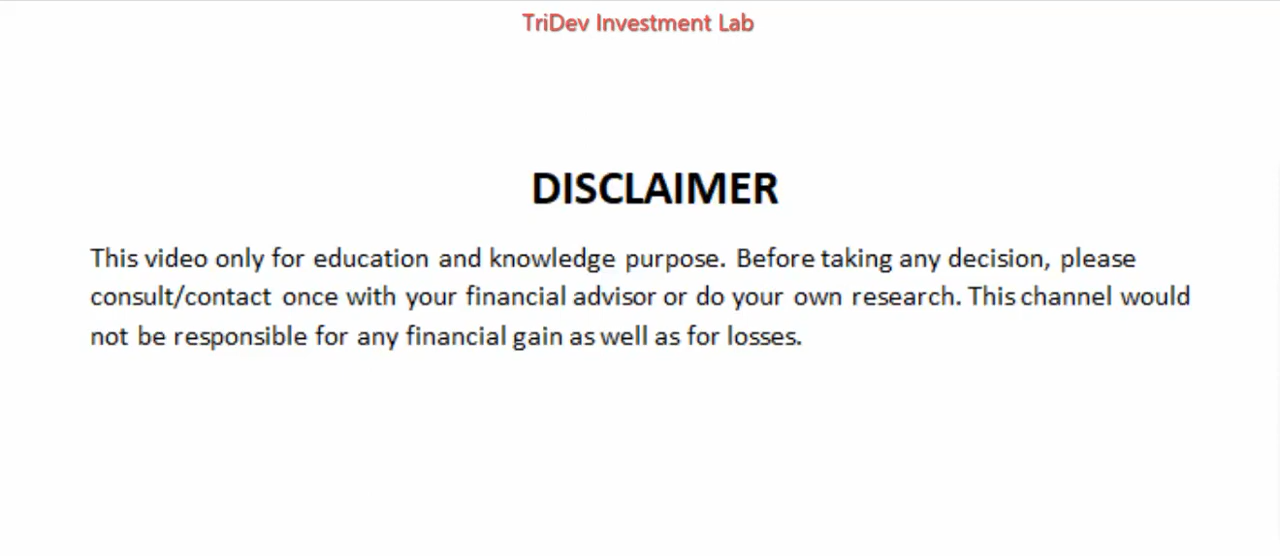 TriDev Investment Lab
DISCLAIMER
This video only for education and knowledge purpose. Before taking any decision, please
consult/contact once with your financial advisor or do your own research. This channel would
not be responsible for any financial gain as well as for losses.